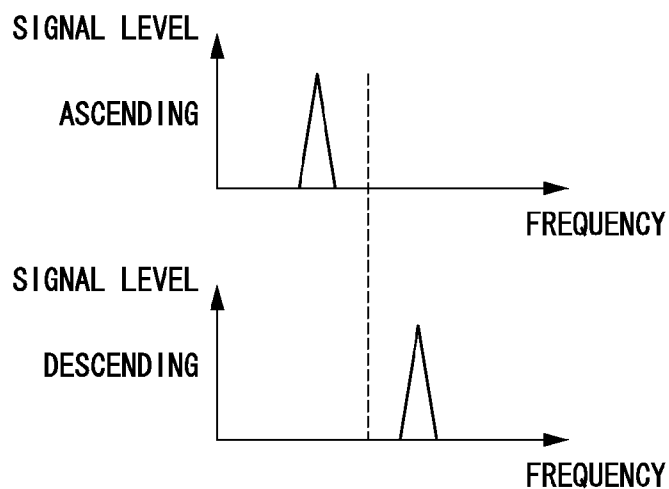 SIGNAL LEVEL
ASCENDING
FREQUENCY
SIGNAL LEVEL
DESCENDING
FREQUENCY